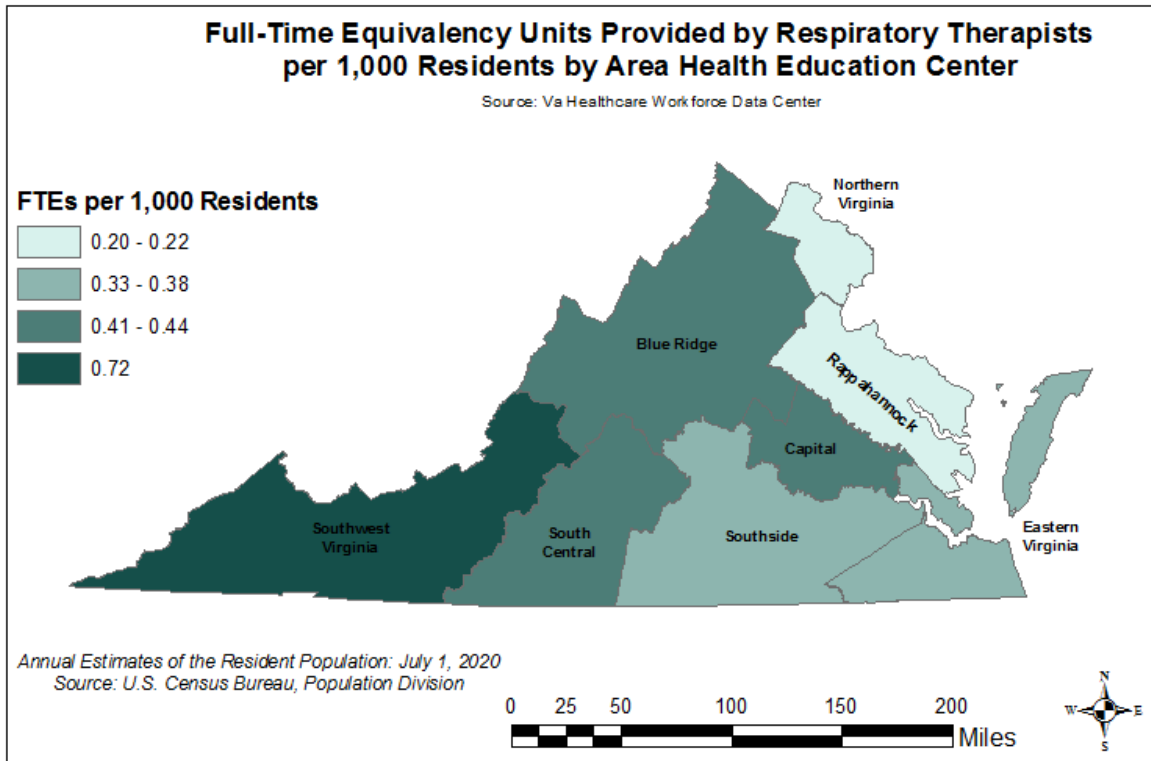 Full-Time Equivalency Units Provided by Respiratory Therapists
per 1,000 Residents by Area Health Education Center
Source: Va Healthcare Workforce Data Center
FTEs per 1,000 Residents
0.20 - 0.22
0.33 - 0.38
0.41 - 0.44
0.72
Northern
Virginia
Blue Ridge
Rappahannock
Capital
Southwest
Virginia
South
Central
Southside
Eastern
Virginia
Annual Estimates of the Resident Population: July 1, 2020
Source: U.S. Census Bureau, Population Division
0 25 50 100 150 200
Miles
N
W E
S